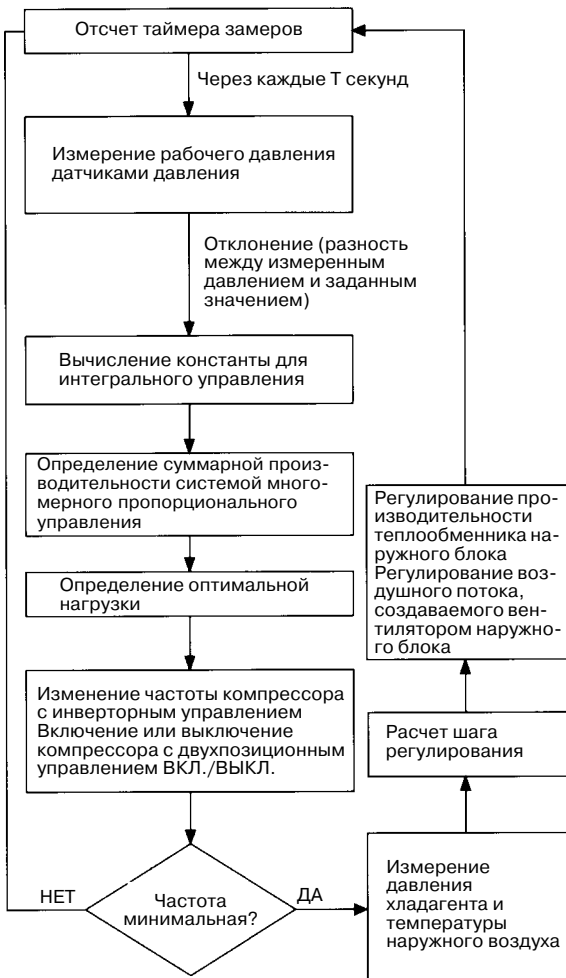 Отсчет таймера замеров
Через каждые Т секунд
Измерение рабочего давления
датчиками давления
Отклонение (разность
между измеренным
давлением и заданным
значением)
Вычисление константы для
интегрального управления
Определение суммарной произ-
водительности системой много-
мерного пропорционального
управления
Определение оптимальной
нагрузки
Изменение частоты компрессора
с инверторным управлением
Включение или выключение
компрессора с двухпозиционным
управлением ВКЛ./ВЫКЛ.
НЕТ
Частота
минимальная?
ДА
Измерение
давления
хладагента и
температуры
наружного воздуха
Расчет шага
регулирования
Регулирование про-
изводительности
теплообменника на-
ружного блока
Регулирование воз-
душного потока,
создаваемого вен-
тилятором наружно-
го блока